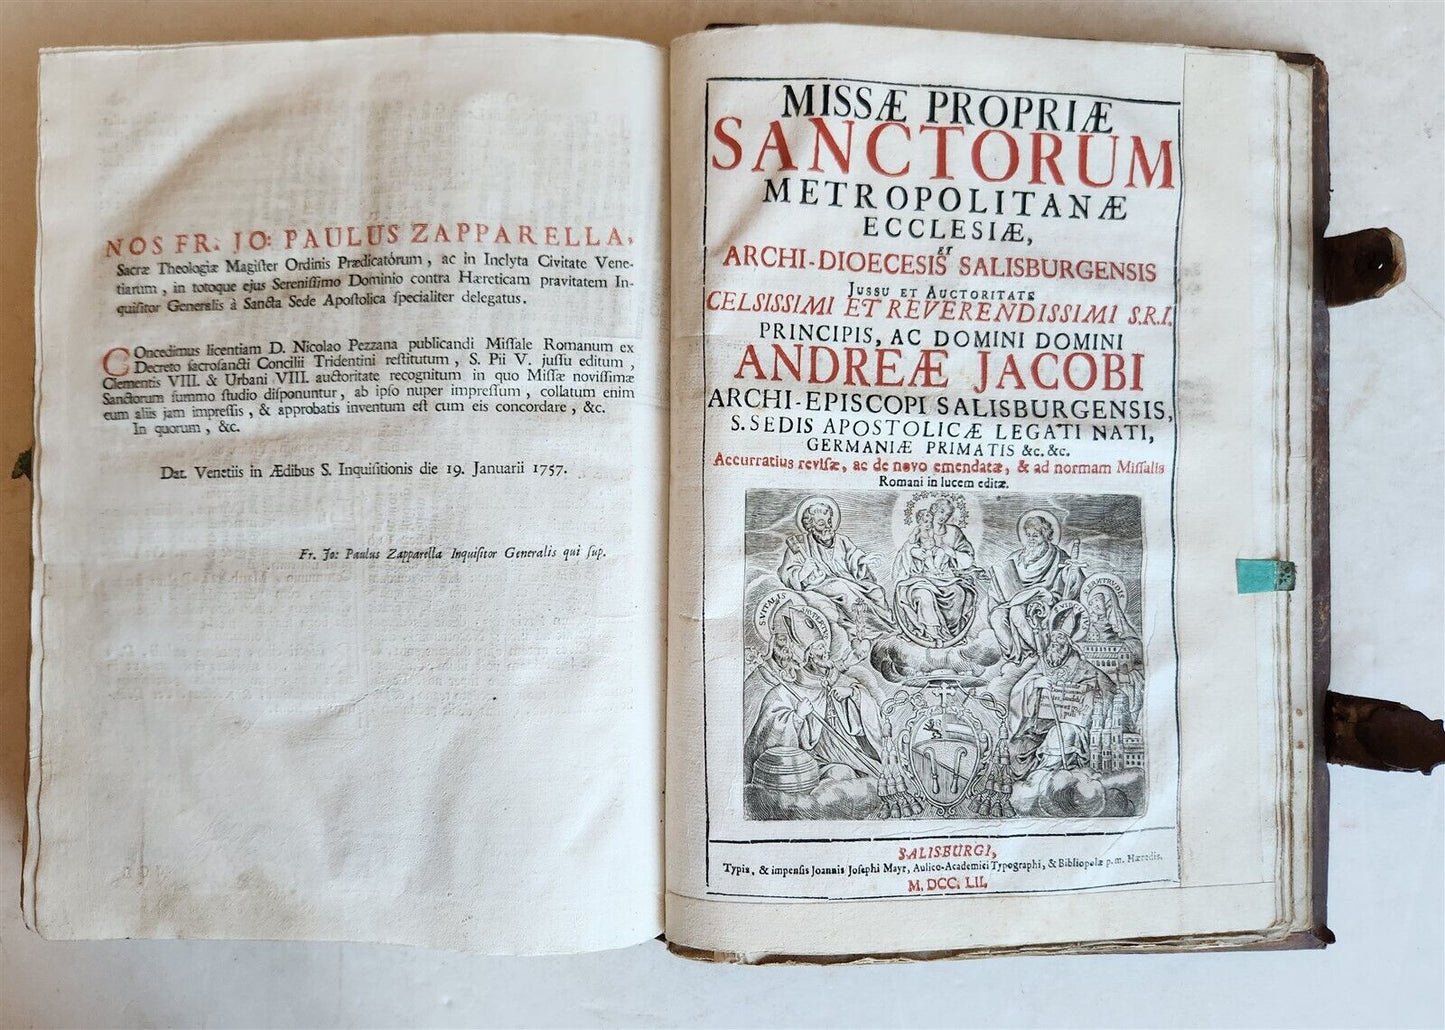 NOS FR. JO: PAULUS ZAPPARELLA,
Sacræ Theologiæ Magiſter Ordinis Prædicatórum, ac in Inclyta Civitate Vene-
tiarum, in totoque ejus Sereniſſimo Dominio contra Hæreticam pravitatem In-
quiſitor Generalis à Sancta Sede Apoſtolica ſpecialiter delegatus.
COncedimus licentiam D. Nicolao Pezzana publicandi Miſſale Romanum ex
Decreto ſacroſancti Concilii Tridentini reſtitutum, S. Pii V. juſſu editum,
Clementis VIII. & Urbani VIII. auctoritate recognitum in quo Miſſæ noviſſimæ
Sanctorum ſummo ſtudio diſponuntur, ab ipſo nuper impreſſum, collatum enim
cum aliis jam impreſſis, & approbatis inventum eſt cum eis concordare, &c.
In quorum, &c.
Dat. Venetiis in Ædibus S. Inquiſitionis die 19. Januarii 1757.
Fr. Jo: Paulus Zapparella Inquiſitor Generalis qui ſup.
MISSÆ PROPRIÆ
SANCTORUM
METROPOLITANÆ
ECCLESIÆ,
ET
ARCHI-DIOECESIS SALISBURGENSIS
JUSSU ET AUCTORITATE
CELSISSIMI ET REVERENDISSIMI S.R.I.
PRINCIPIS, AC DOMINI DOMINI
ANDREÆ JACOBI
ARCHI-EPISCOPI SALISBURGENSIS,
S. SEDIS APOSTOLICÆ LEGATI NATI,
GERMANIÆ PRIMATIS &c. &c.
Accurratius reviſæ, ac de novo emendatæ, & ad normam Miſſalis
Romani in lucem editæ.
S. VITALIS
S. RUPERTUS
S. VIRGILIUS
SALISBURGI,
Typis, & impenſis Joannis Joſephi Mayr, Aulico-Academici Typographi, & Bibliopolæ p.m. Hæredis.
M. DCC. LII.